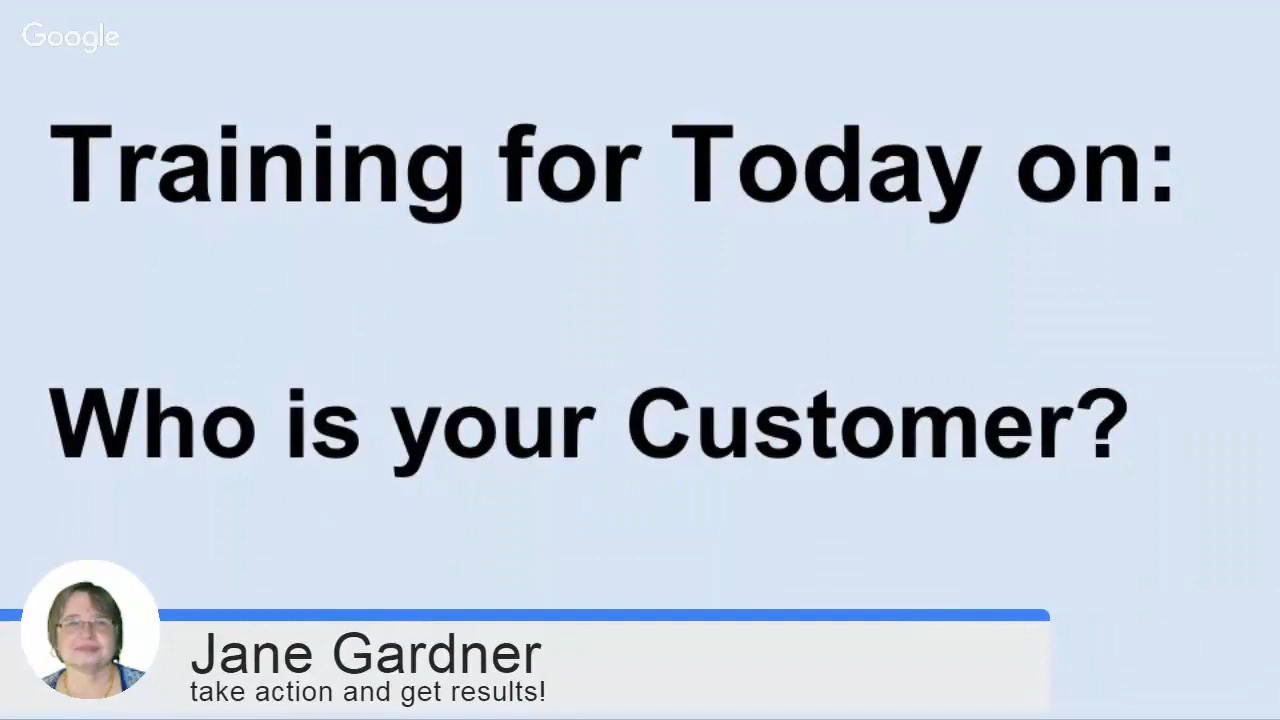 Google
Training for Today on:
Who is your Customer?
Jane Gardner
take action and get results!